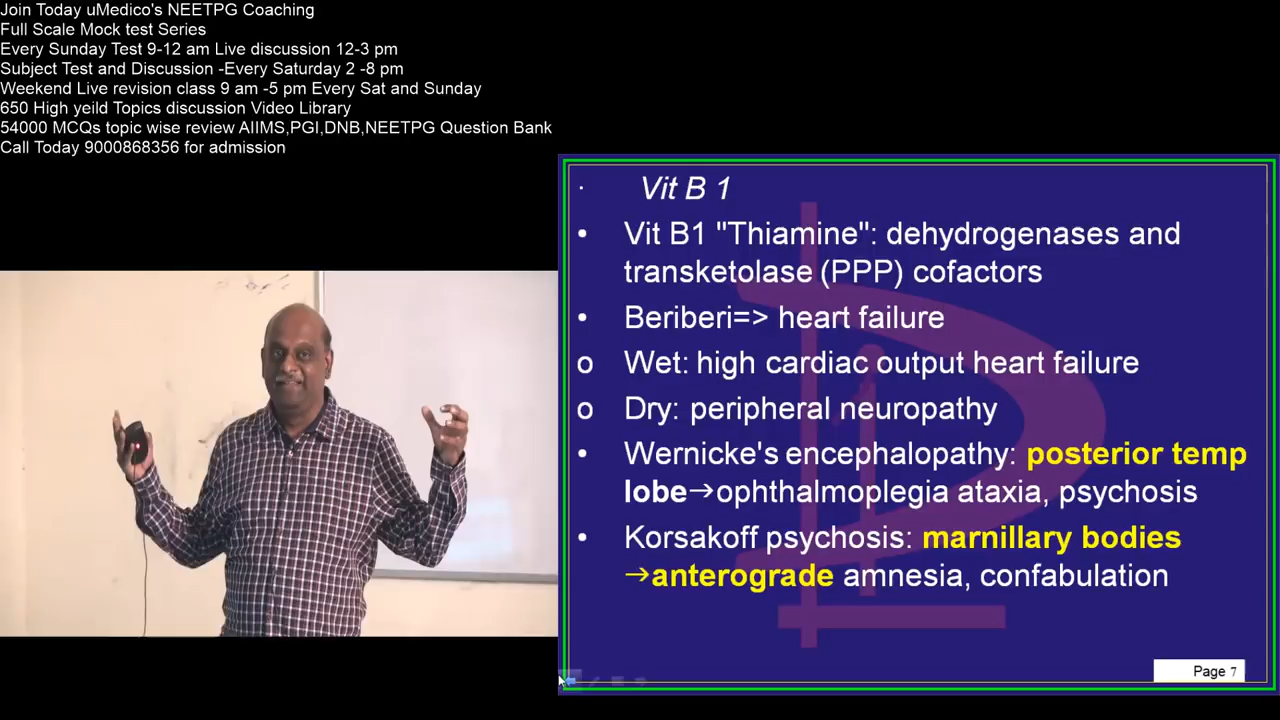 Join Today uMedico's NEETPG Coaching
Full Scale Mock test Series
Every Sunday Test 9-12 am Live discussion 12-3 pm
Subject Test and Discussion -Every Saturday 2 -8 pm
Weekend Live revision class 9 am -5 pm Every Sat and Sunday
650 High yeild Topics discussion Video Library
54000 MCQs topic wise review AIIMS,PGI,DNB,NEETPG Question Bank
Call Today 9000868356 for admission
· Vit B 1
• Vit B1 "Thiamine": dehydrogenases and
transketolase (PPP) cofactors
• Beriberi=> heart failure
o Wet: high cardiac output heart failure
o Dry: peripheral neuropathy
• Wernicke's encephalopathy: posterior temp
lobe→ophthalmoplegia ataxia, psychosis
• Korsakoff psychosis: marnillary bodies
→anterograde amnesia, confabulation
Page 7